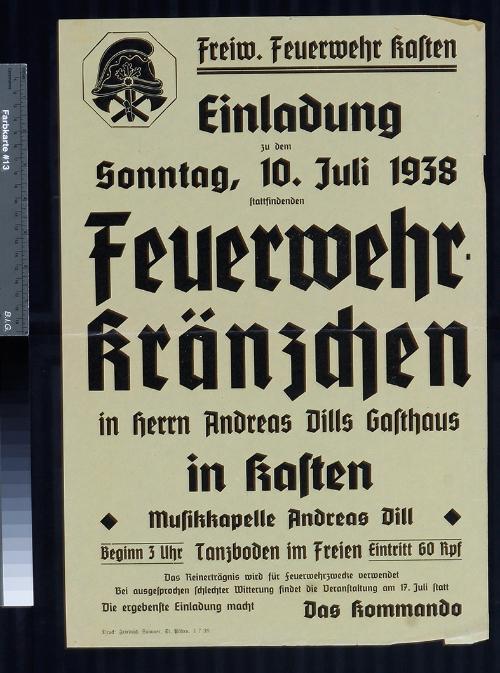 Freiw. Feuerwehr Kasten
Einladung
zu dem
Sonntag, 10. Juli 1938
stattfindenden
Feuerwehr-
Kränzchen
in Herrn Andreas Dills Gasthaus
in Kasten
Musikkapelle Andreas Dill
Beginn 3 Uhr Tanzboden im Freien Eintritt 60 Rpf
Das Reinerträgnis wird für Feuerwehrzwecke verwendet
Bei ausgesprochen schlechter Witterung findet die Veranstaltung am 17. Juli statt
Die ergebenste Einladung macht Das Kommando
Druck: St. Pölten.
Farbkarte #13
B.I.G.